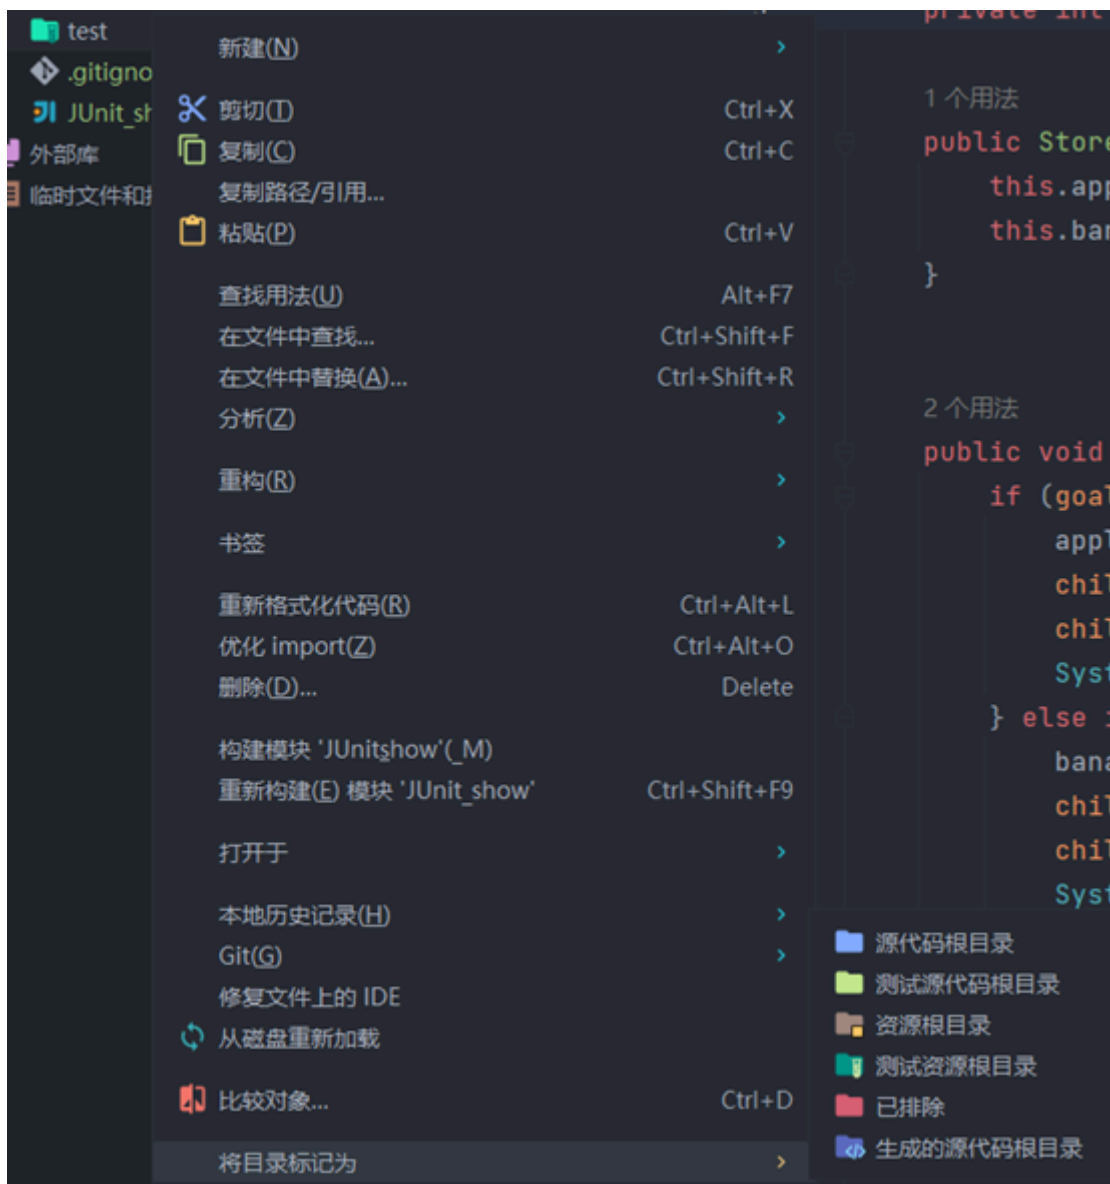 test
.gitigno
JUnit_sh
外部库
临时文件和
新建(N)
剪切(T) Ctrl+X
复制(C) Ctrl+C
复制路径/引用...
粘贴(P) Ctrl+V
查找用法(U) Alt+F7
在文件中查找... Ctrl+Shift+F
在文件中替换(A)... Ctrl+Shift+R
分析(Z)
重构(R)
书签
重新格式化代码(R) Ctrl+Alt+L
优化 import(Z) Ctrl+Alt+O
删除(D)... Delete
构建模块 'JUnitshow'(_M)
重新构建(E) 模块 'JUnit_show' Ctrl+Shift+F9
打开于
本地历史记录(H)
Git(G)
修复文件上的 IDE
从磁盘重新加载
比较对象... Ctrl+D
将目录标记为
源代码根目录
测试源代码根目录
资源根目录
测试资源根目录
已排除
生成的源代码根目录
private int
1 个用法
public Store
this.app
this.ban
}
2 个用法
public void
if (goal
appl
chil
chil
Syst
} else i
bana
chil
chil
Syst